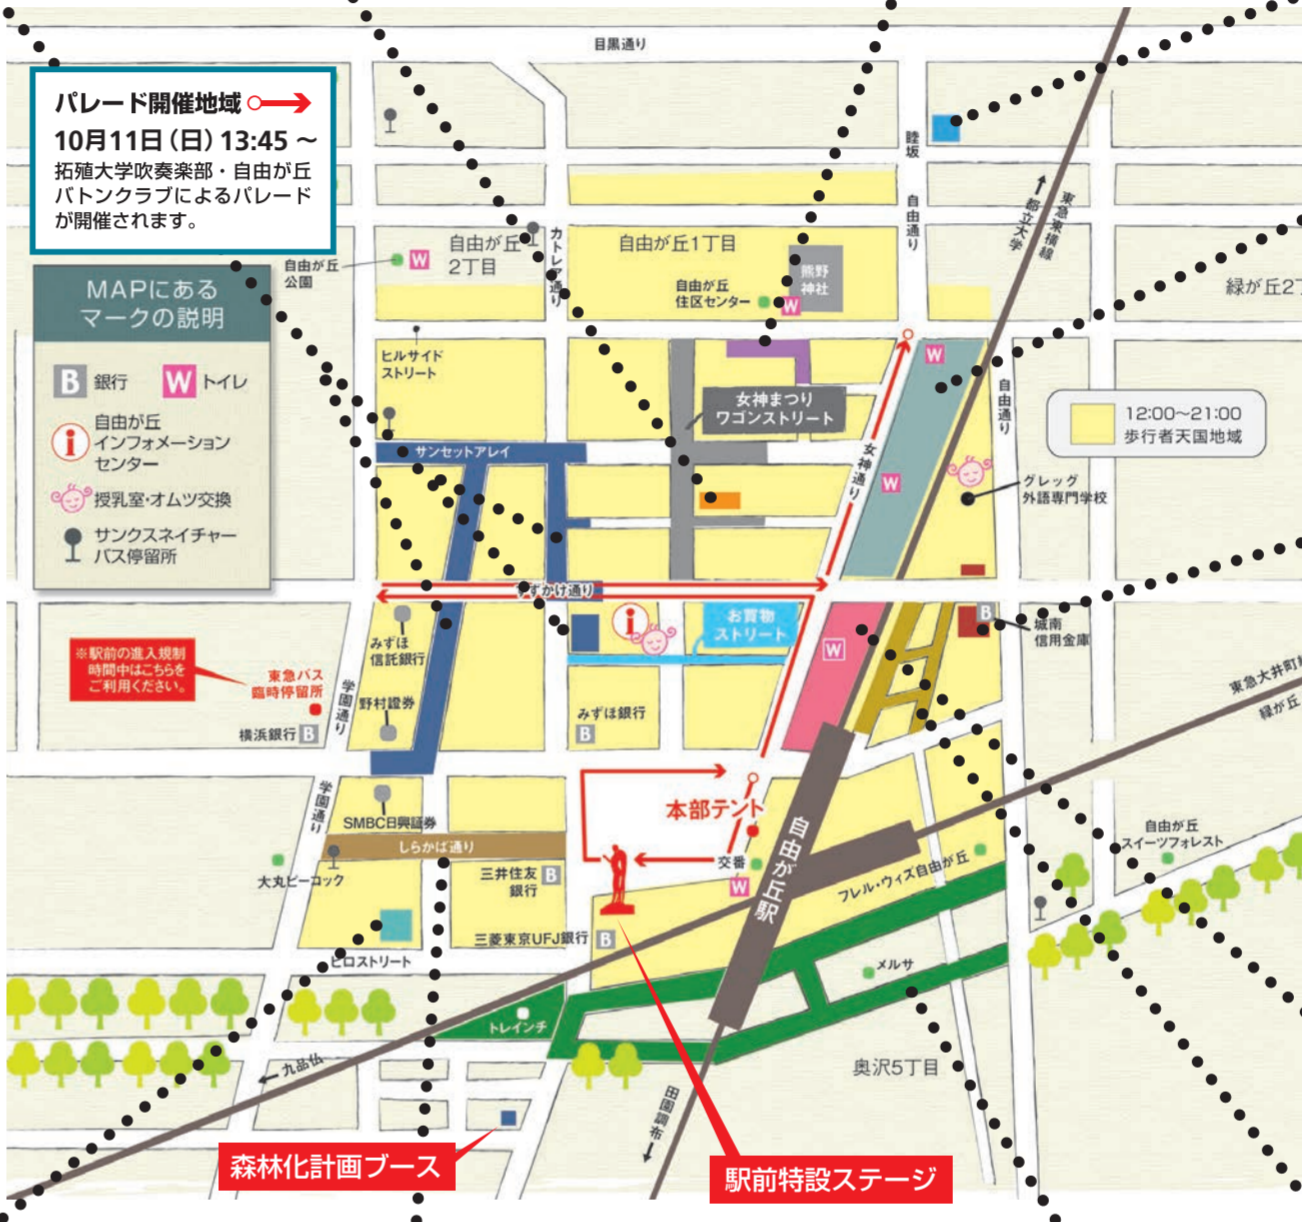 目黒通り
パレード開催地域
10月11日(日)13:45 ～
拓殖大学吹奏楽部・自由が丘
バトンクラブによるパレード
が開催されます。
睦坂
自由通り
↑都立大学
東急東横線
カトレア通り
自由が丘
2丁目
自由が丘1丁目
自由が丘
公園
W
自由が丘
住区センター
W
熊野
神社
緑が丘2丁
MAPにある
マークの説明
B 銀行
W トイレ
i 自由が丘
インフォメーション
センター
授乳室・オムツ交換
サンクスネイチャー
バス停留所
ヒルサイド
ストリート
女神まつり
ワゴンストリート
W
自由通り
12:00～21:00
歩行者天国地域
サンセットアレイ
女神通り
W
グレッグ
外語専門学校
すずかけ通り
i
お買物
ストリート
W
B
城南
信用金庫
みずほ
信託銀行
※駅前の進入規制
時間中はこちらを
ご利用ください。
東急バス
臨時停留所
学園通り
野村證券
横浜銀行 B
みずほ銀行
B
東急大井町線
緑が丘
学園通り
SMBC日興証券
本部テント
しらかば通り
大丸ピーコック
三井住友
銀行
B
交番
W
自由が丘駅
フレル・ウィズ自由が丘
自由が丘
スイーツフォレスト
三菱東京UFJ銀行 B
ピロストリート
メルサ
トレインチ
←九品仏
奥沢5丁目
田園調布→
森林化計画ブース
駅前特設ステージ